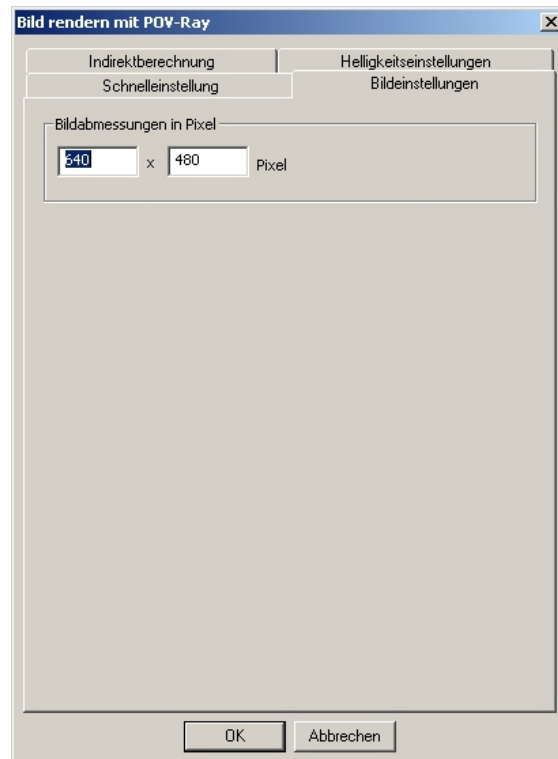 Bild rendern mit POV-Ray
Indirektberechnung Helligkeitseinstellungen
Schnelleinstellung Bildeinstellungen
Bildabmessungen in Pixel
640 x 480 Pixel
OK Abbrechen